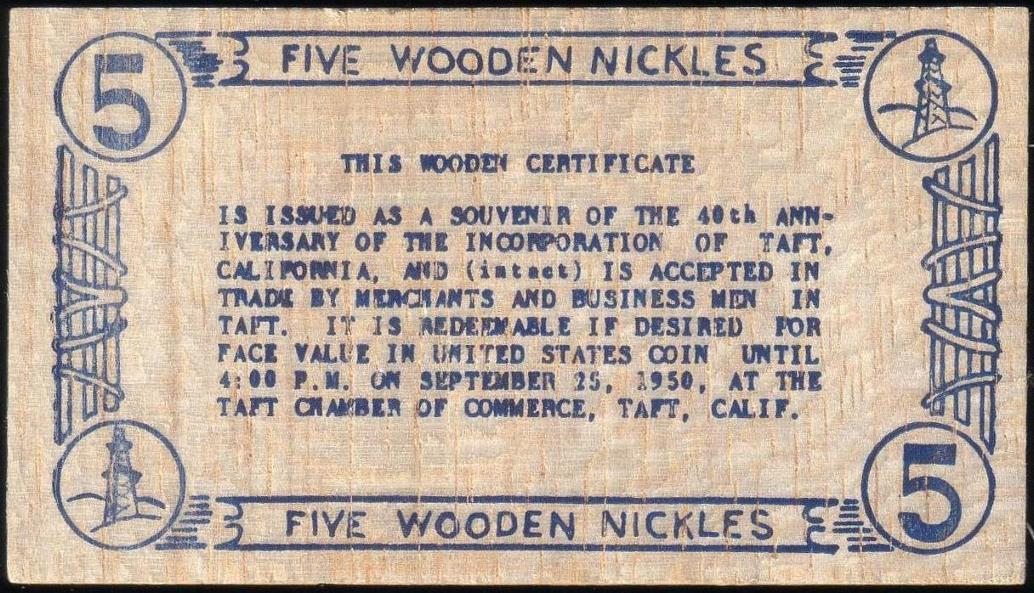 5
FIVE WOODEN NICKLES
THIS WOODEN CERTIFICATE
IS ISSUED AS A SOUVENIR OF THE 40th ANN-
IVERSARY OF THE INCORPORATION OF TAFT,
CALIFORNIA, AND (intact) IS ACCEPTED IN
TRADE BY MERCHANTS AND BUSINESS MEN IN
TAFT. IT IS REDEEMABLE IF DESIRED FOR
FACE VALUE IN UNITED STATES COIN UNTIL
4:00 P.M. ON SEPTEMBER 25, 1950, AT THE
TAFT CHAMBER OF COMMERCE, TAFT, CALIF.
FIVE WOODEN NICKLES
5